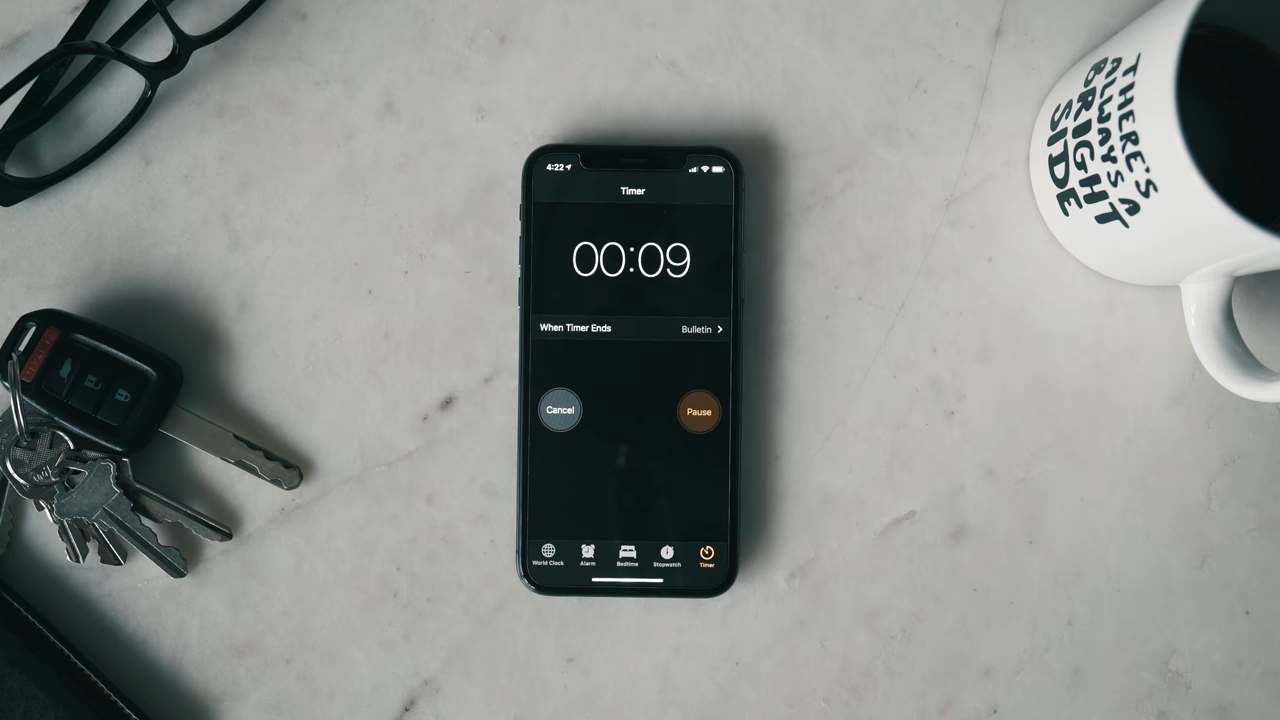 4:22
Timer
00:09
When Timer Ends
Bulletin
Cancel
Pause
World Clock
Alarm
Bedtime
Stopwatch
Timer
THERE'S
ALWAYS A
BRIGHT
SIDE